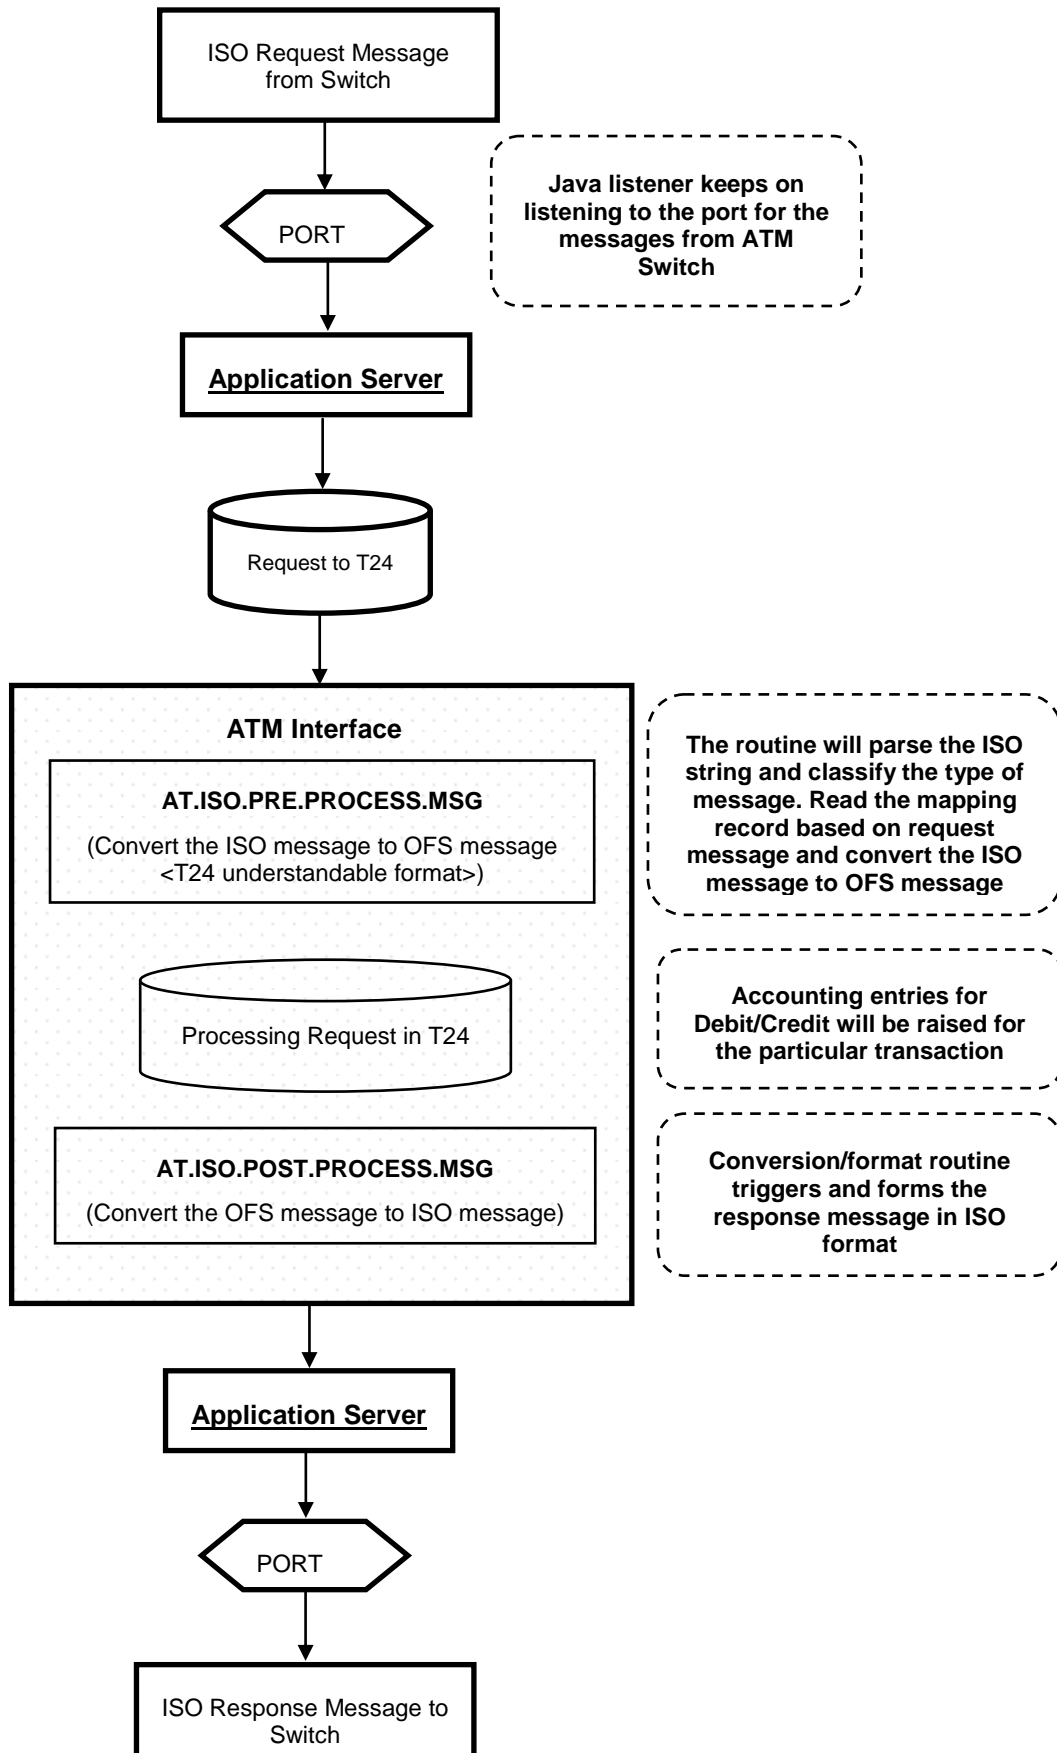 ISO Request Message
from Switch
PORT
Java listener keeps on
listening to the port for the
messages from ATM
Switch
Application Server
Request to T24
ATM Interface
AT.ISO.PRE.PROCESS.MSG
(Convert the ISO message to OFS message
<T24 understandable format>)
The routine will parse the ISO
string and classify the type of
message. Read the mapping
record based on request
message and convert the ISO
message to OFS message
Processing Request in T24
Accounting entries for
Debit/Credit will be raised for
the particular transaction
AT.ISO.POST.PROCESS.MSG
(Convert the OFS message to ISO message)
Conversion/format routine
triggers and forms the
response message in ISO
format
Application Server
PORT
ISO Response Message to
Switch